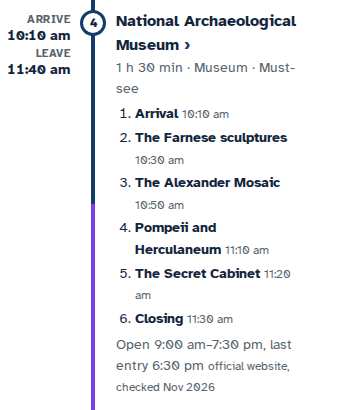 ARRIVE
10:10 am
LEAVE
11:40 am
4
National Archaeological
Museum ›
1 h 30 min · Museum · Must-
see
1. Arrival 10:10 am
2. The Farnese sculptures
10:30 am
3. The Alexander Mosaic
10:50 am
4. Pompeii and
Herculaneum 11:10 am
5. The Secret Cabinet 11:20
am
6. Closing 11:30 am
Open 9:00 am–7:30 pm, last
entry 6:30 pm official website,
checked Nov 2026